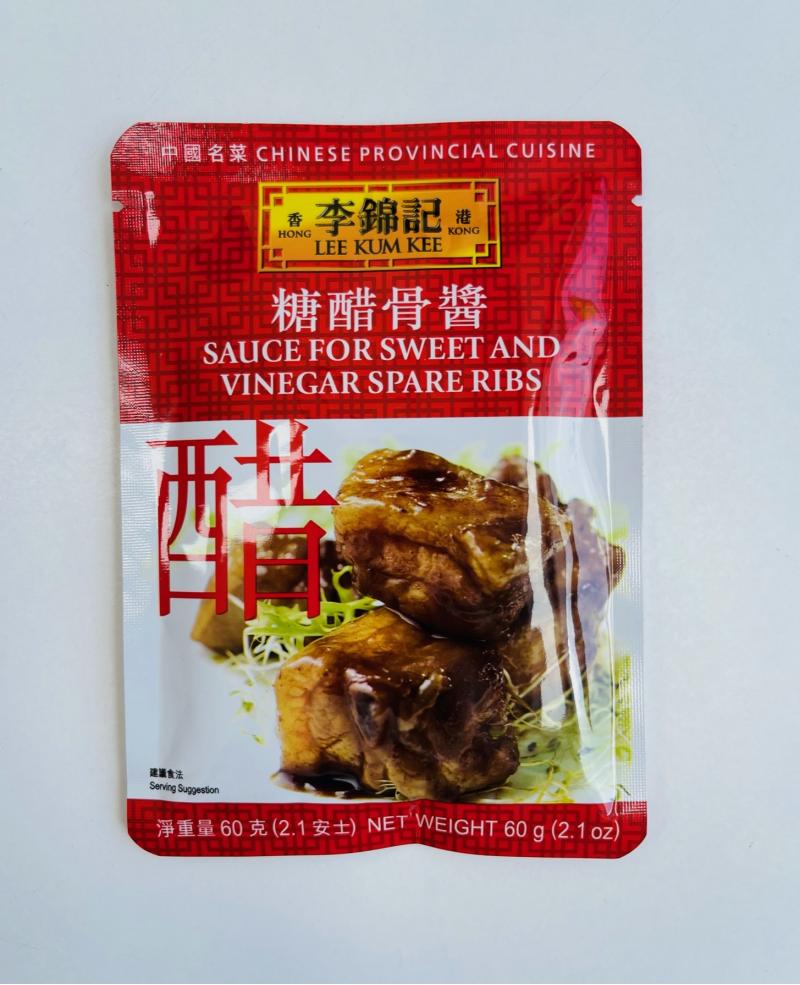 中國名菜 CHINESE PROVINCIAL CUISINE
香 李錦記 港
HONG LEE KUM KEE KONG
糖醋骨醬
SAUCE FOR SWEET AND
VINEGAR SPARE RIBS
醋
建議食法
Serving Suggestion
淨重量 60 克 (2.1 安士) NET WEIGHT 60 g (2.1 oz)